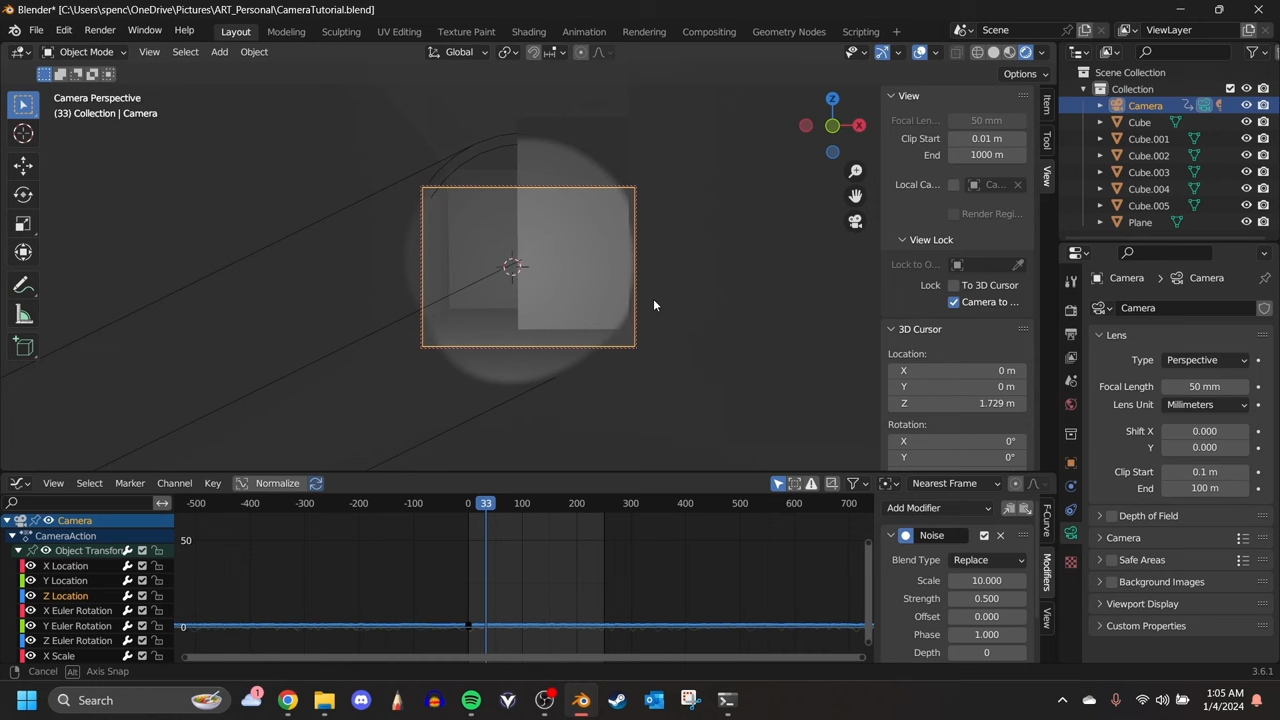 Blender* [C:\Users\spenc\OneDrive\Pictures\ART_Personal\CameraTutorial.blend]
File Edit Render Window Help Layout Modeling Sculpting UV Editing Texture Paint Shading Animation Rendering Compositing Geometry Nodes Scripting + Scene ViewLayer
Object Mode View Select Add Object Global
Options
Camera Perspective
(33) Collection | Camera
Z
X
View
Focal Len... 50 mm
Clip Start 0.01 m
End 1000 m
Local Ca... Ca...
Render Regi...
View Lock
Lock to O...
Lock To 3D Cursor
Camera to ...
3D Cursor
Location:
X 0 m
Y 0 m
Z 1.729 m
Rotation:
X 0°
Y 0°
Item
Tool
View
Scene Collection
Collection
Camera
Cube
Cube.001
Cube.002
Cube.003
Cube.004
Cube.005
Plane
Camera Camera
Camera
Lens
Type Perspective
Focal Length 50 mm
Lens Unit Millimeters
Shift X 0.000
Y 0.000
Clip Start 0.1 m
End 100 m
Depth of Field
Camera
Safe Areas
Background Images
Viewport Display
Custom Properties
View Select Marker Channel Key Normalize Nearest Frame
-500 -400 -300 -200 -100 0 33 100 200 300 400 500 600 700
50
0
Camera
CameraAction
Object Transfor
X Location
Y Location
Z Location
X Euler Rotation
Y Euler Rotation
Z Euler Rotation
X Scale
Add Modifier
Noise
Blend Type Replace
Scale 10.000
Strength 0.500
Offset 0.000
Phase 1.000
Depth 0
F-Curve
Modifiers
View
Cancel Alt Axis Snap
3.6.1
Search
1
1:05 AM
1/4/2024